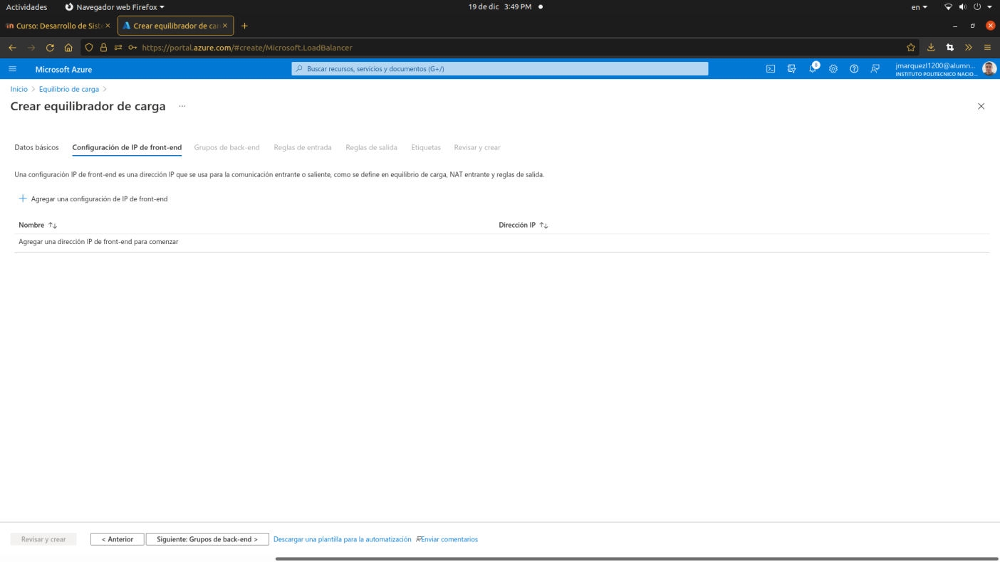 Actividades Navegador web Firefox 19 de dic 3:49 PM en
Curso: Desarrollo de Siste Crear equilibrador de car
https://portal.azure.com/#create/Microsoft.LoadBalancer
Microsoft Azure Buscar recursos, servicios y documentos (G+/) 8 jmarquezl1200@alumn...
INSTITUTO POLITECNICO NACIO...
Inicio > Equilibrio de carga >
Crear equilibrador de carga ...
Datos básicos Configuración de IP de front-end Grupos de back-end Reglas de entrada Reglas de salida Etiquetas Revisar y crear
Una configuración IP de front-end es una dirección IP que se usa para la comunicación entrante o saliente, como se define en equilibrio de carga, NAT entrante y reglas de salida.
+ Agregar una configuración de IP de front-end
Nombre ↑↓ Dirección IP ↑↓
Agregar una dirección IP de front-end para comenzar
Revisar y crear < Anterior Siguiente: Grupos de back-end > Descargar una plantilla para la automatización Enviar comentarios